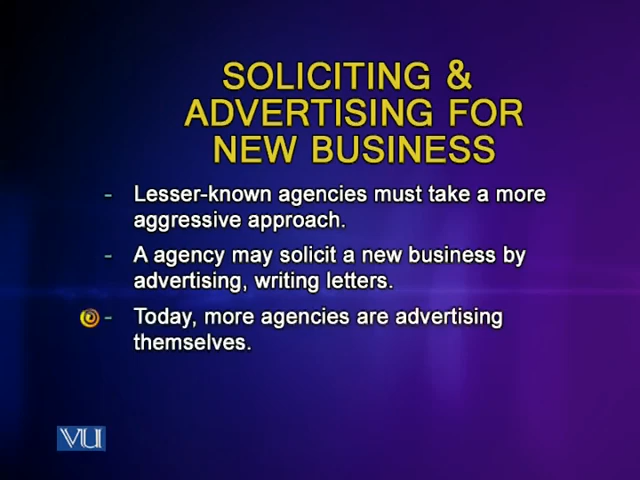 SOLICITING &
ADVERTISING FOR
NEW BUSINESS
- Lesser-known agencies must take a more
aggressive approach.
- A agency may solicit a new business by
advertising, writing letters.
- Today, more agencies are advertising
themselves.
VU